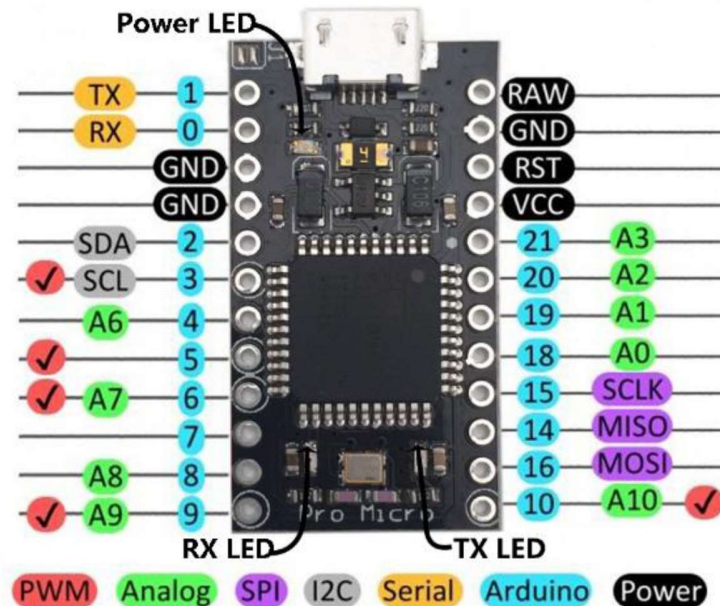 Power LED
J1
TX 1
RX 0
GND
GND
SDA 2
SCL 3
A6 4
5
A7 6
7
A8 8
A9 9
RAW
GND
RST
VCC
21 A3
20 A2
19 A1
18 A0
15 SCLK
14 MISO
16 MOSI
10 A10
Pro Micro
RX LED
TX LED
PWM Analog SPI I2C Serial Arduino Power